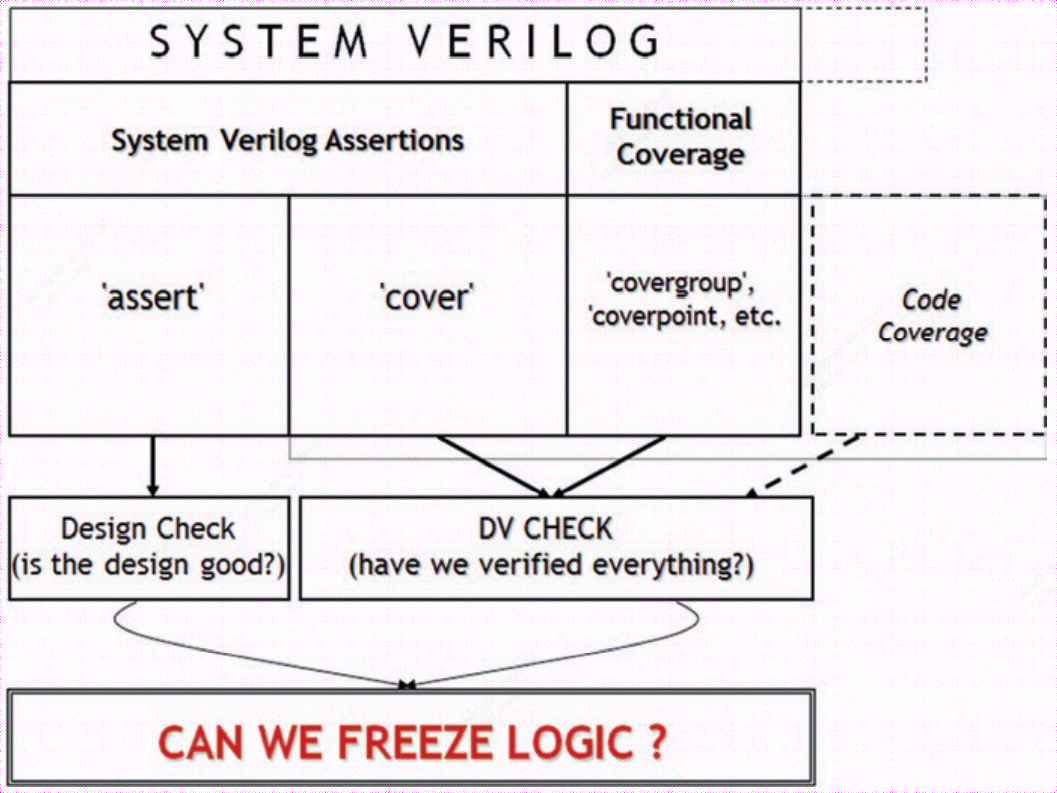 SYSTEM VERILOG
System Verilog Assertions
Functional
Coverage
'assert'
'cover'
'covergroup',
'coverpoint, etc.
Code
Coverage
Design Check
(is the design good?)
DV CHECK
(have we verified everything?)
CAN WE FREEZE LOGIC ?